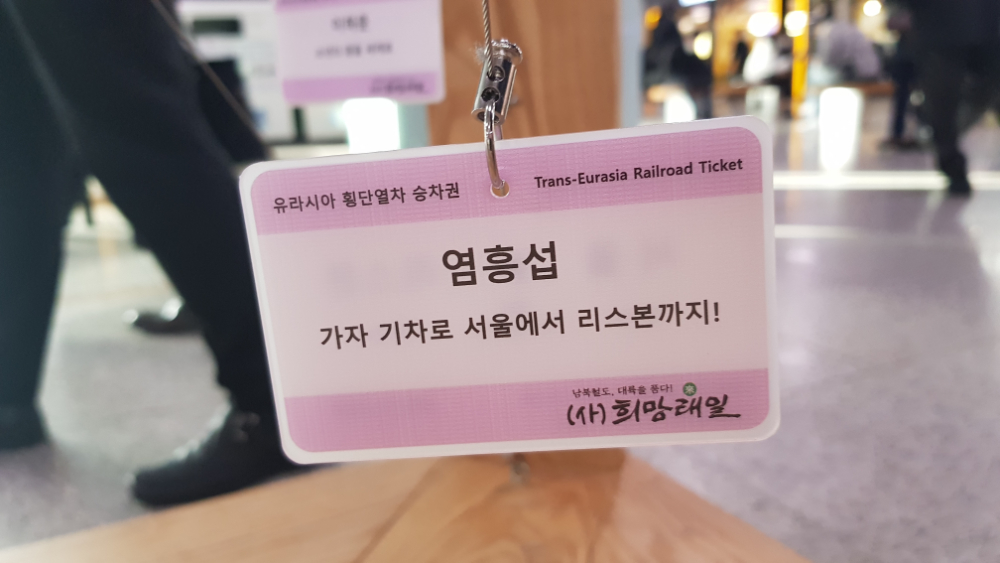 유라시아 횡단열차 승차권
Trans-Eurasia Railroad Ticket
염흥섭
가자 기차로 서울에서 리스본까지!
남북철도, 대륙을 품다!
(사)희망래일